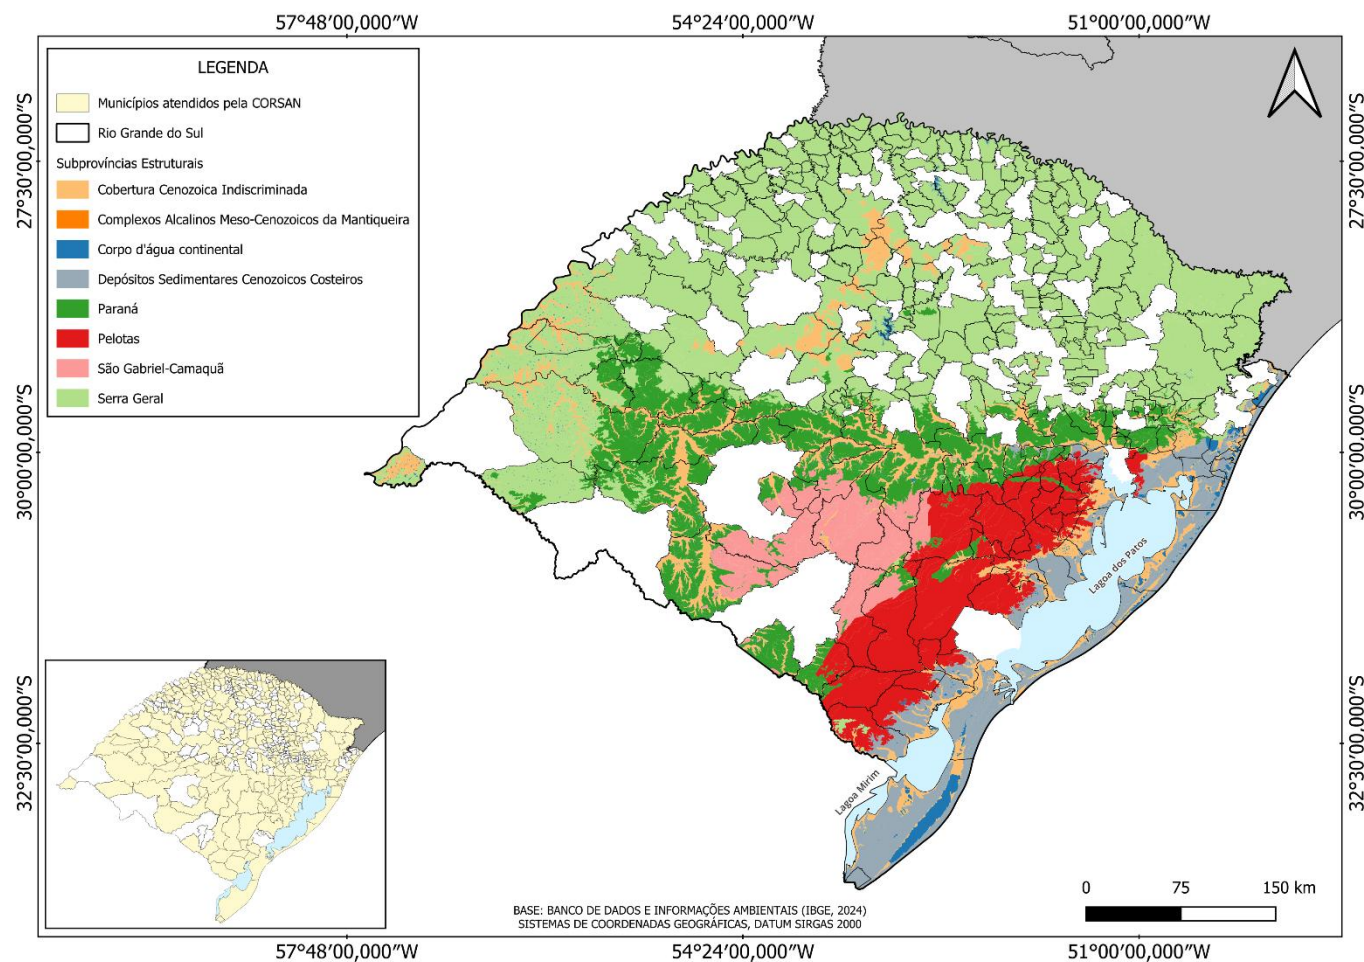 57°48′00,000″W
54°24′00,000″W
51°00′00,000″W
LEGENDA
Municípios atendidos pela CORSAN
Rio Grande do Sul
Subprovíncias Estruturais
Cobertura Cenozoica Indiscriminada
Complexos Alcalinos Meso-Cenozoicos da Mantiqueira
Corpo d'água continental
Depósitos Sedimentares Cenozoicos Costeiros
Paraná
Pelotas
São Gabriel-Camaquã
Serra Geral
27°30′00,000″S
27°30′00,000″S
30°00′00,000″S
30°00′00,000″S
32°30′00,000″S
32°30′00,000″S
Lagoa dos Patos
Lagoa Mirim
0 75 150 km
BASE: BANCO DE DADOS E INFORMAÇÕES AMBIENTAIS (IBGE, 2024)
SISTEMAS DE COORDENADAS GEOGRÁFICAS, DATUM SIRGAS 2000
57°48′00,000″W
54°24′00,000″W
51°00′00,000″W